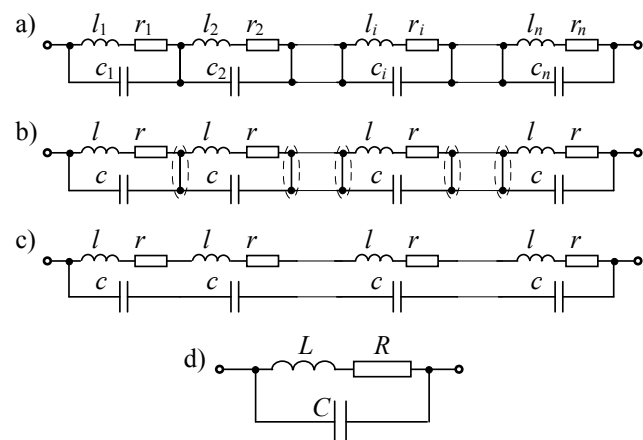 a) l₁ r₁ l₂ r₂ lᵢ rᵢ lₙ rₙ
c₁ c₂ cᵢ cₙ
b) l r l r l r l r
c c c c
c) l r l r l r l r
c c c c
d) L R
C